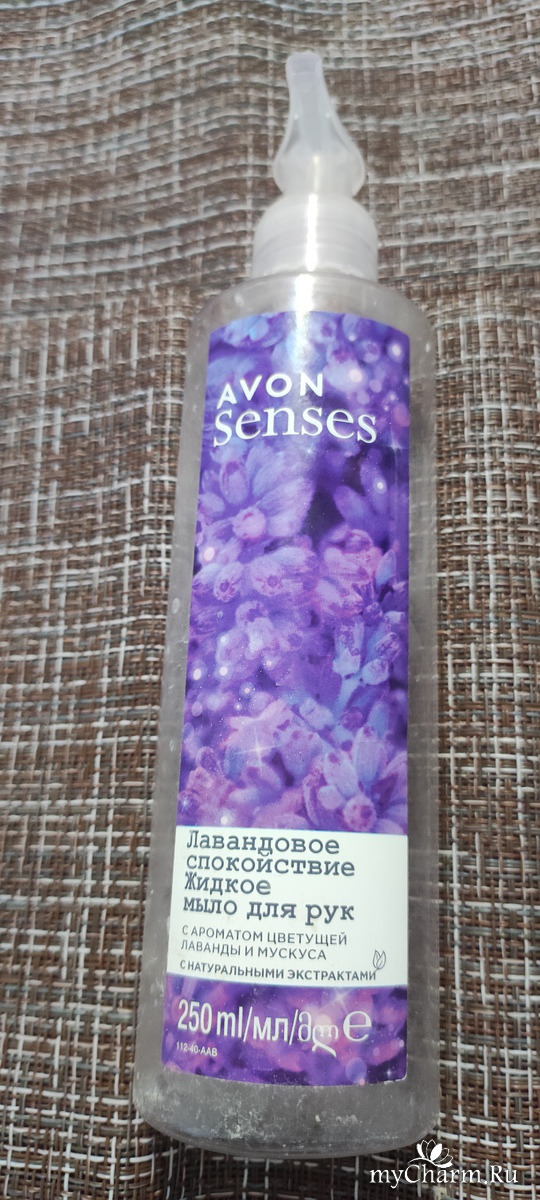 AVON
senses
Лавандовое
спокойствие
Жидкое
мыло для рук
С АРОМАТОМ ЦВЕТУЩЕЙ
ЛАВАНДЫ И МУСКУСА
С НАТУРАЛЬНЫМИ ЭКСТРАКТАМИ
250 ml/мл/მლ e
112-40-AAB
myCharm.Ru